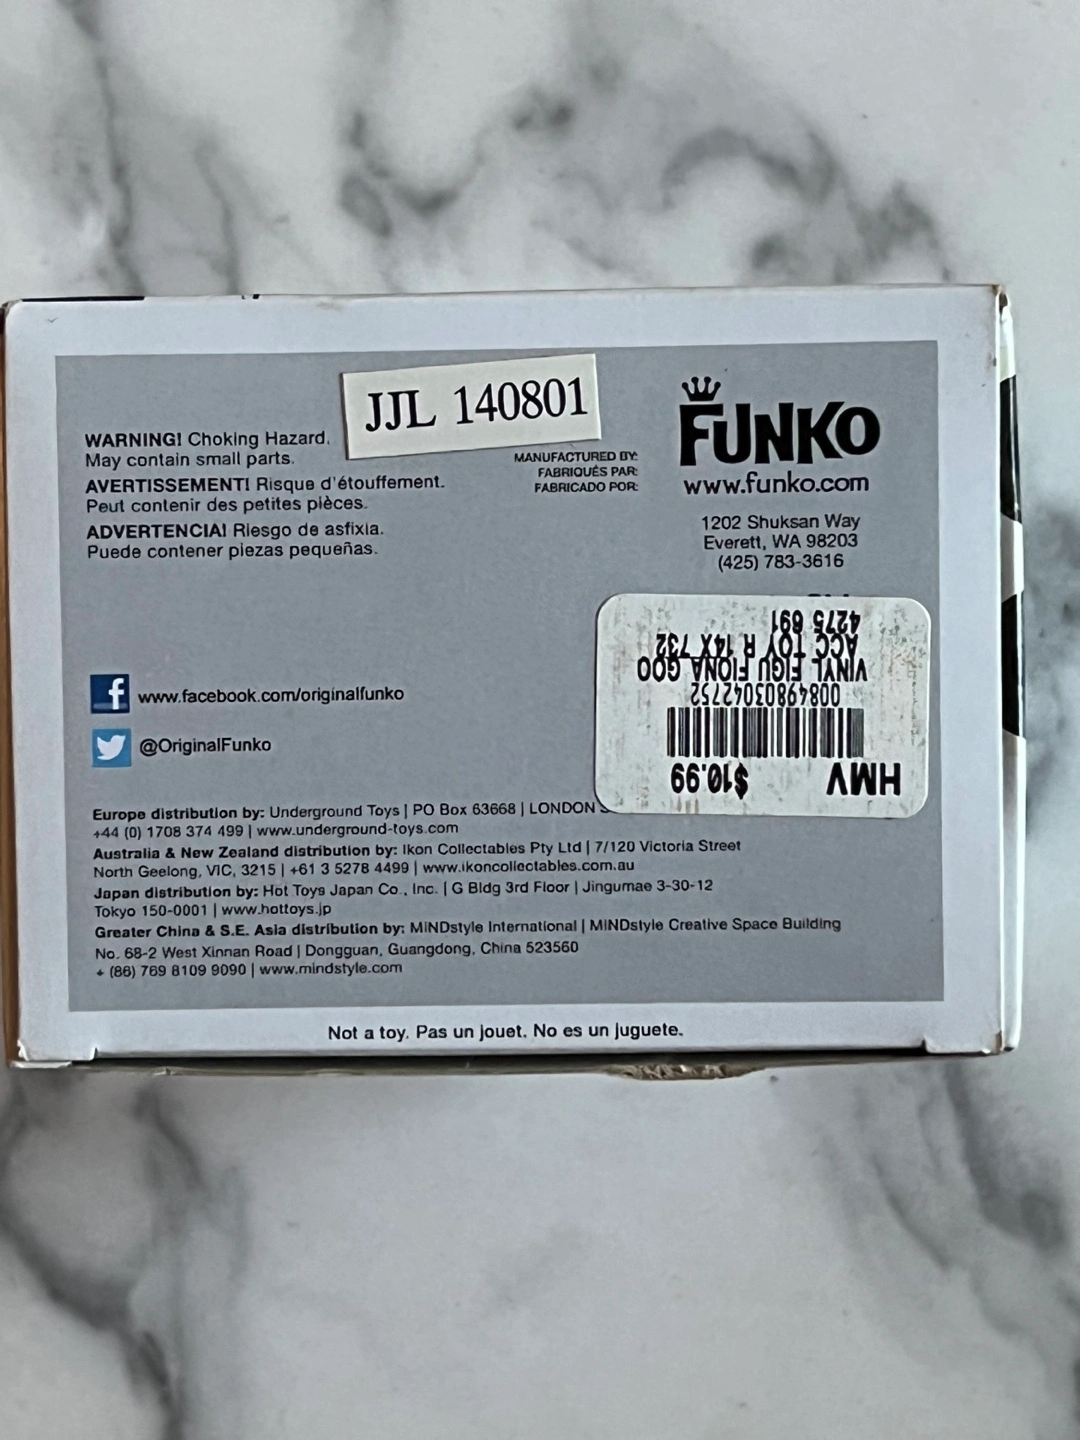 JJL 140801
WARNING! Choking Hazard.
May contain small parts.
AVERTISSEMENT! Risque d'étouffement.
Peut contenir des petites pièces.
ADVERTENCIA! Riesgo de asfixia.
Puede contener piezas pequeñas.
MANUFACTURED BY:
FABRIQUÉS PAR:
FABRICADO POR:
FUNKO
www.funko.com
1202 Shuksan Way
Everett, WA 98203
(425) 783-3616
HMV $10.99
00849803042752
VINYL FIGU FIONA GOO
ACC TOY R 14X 732
4275 691
f www.facebook.com/originalfunko
@OriginalFunko
Europe distribution by: Underground Toys | PO Box 63668 | LONDON
+44 (0) 1708 374 499 | www.underground-toys.com
Australia & New Zealand distribution by: Ikon Collectables Pty Ltd | 7/120 Victoria Street
North Geelong, VIC, 3215 | +61 3 5278 4499 | www.ikoncollectables.com.au
Japan distribution by: Hot Toys Japan Co., Inc. | G Bldg 3rd Floor | Jingumae 3-30-12
Tokyo 150-0001 | www.hottoys.jp
Greater China & S.E. Asia distribution by: MINDstyle International | MINDstyle Creative Space Building
No. 68-2 West Xinnan Road | Dongguan, Guangdong, China 523560
+ (86) 769 8109 9090 | www.mindstyle.com
Not a toy. Pas un jouet. No es un juguete.